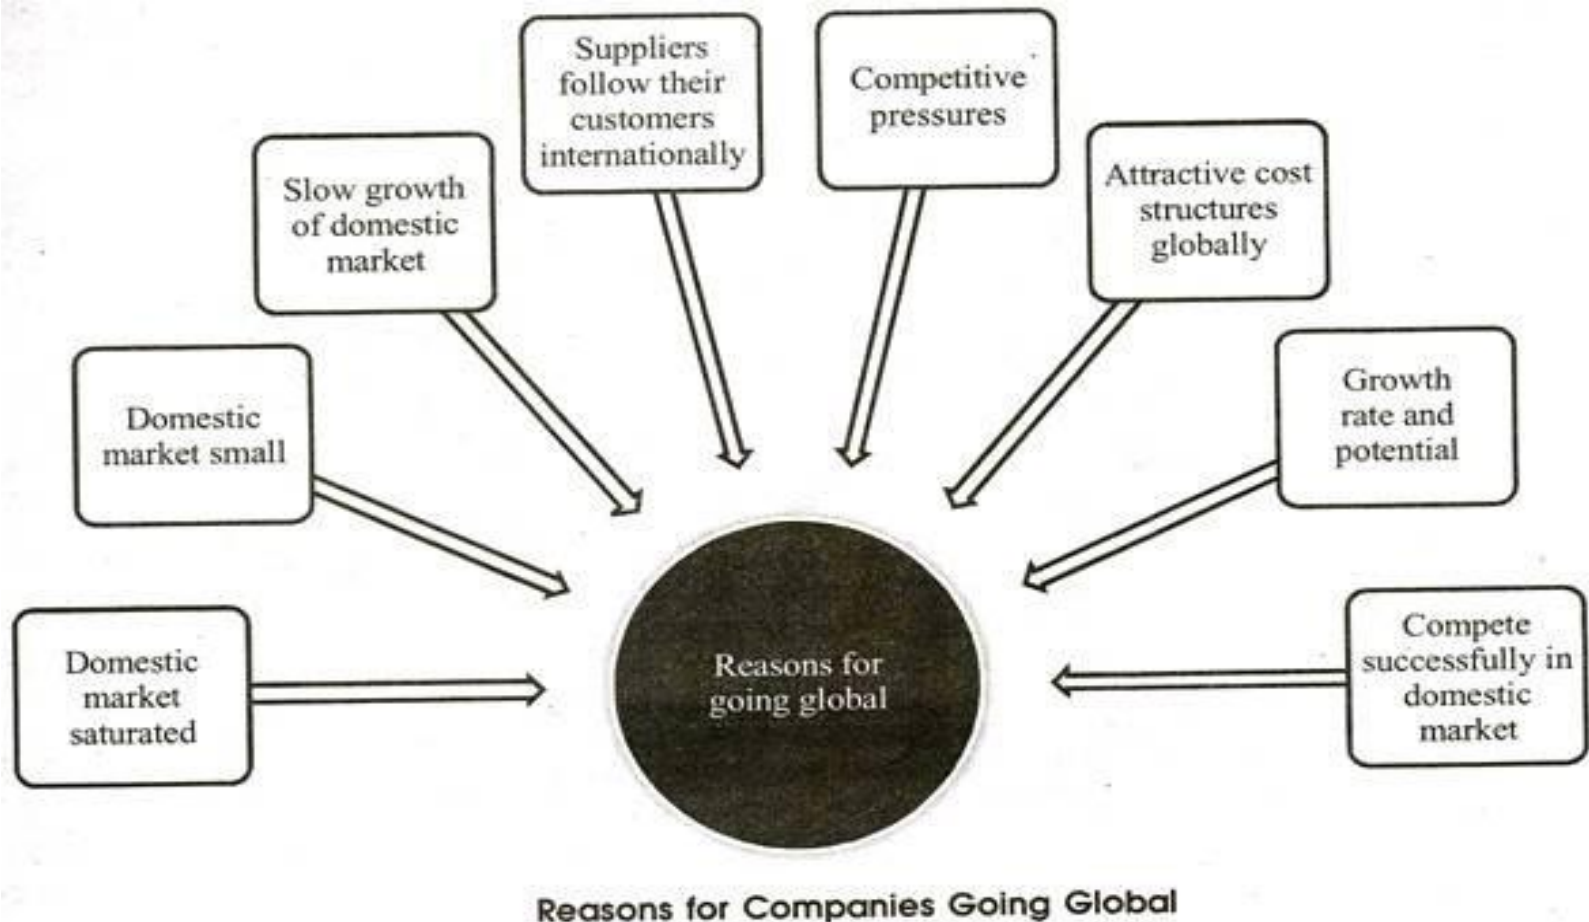 Domestic
market
saturated
Domestic
market small
Slow growth
of domestic
market
Suppliers
follow their
customers
internationally
Competitive
pressures
Attractive cost
structures
globally
Growth
rate and
potential
Compete
successfully in
domestic
market
Reasons for
going global
Reasons for Companies Going Global